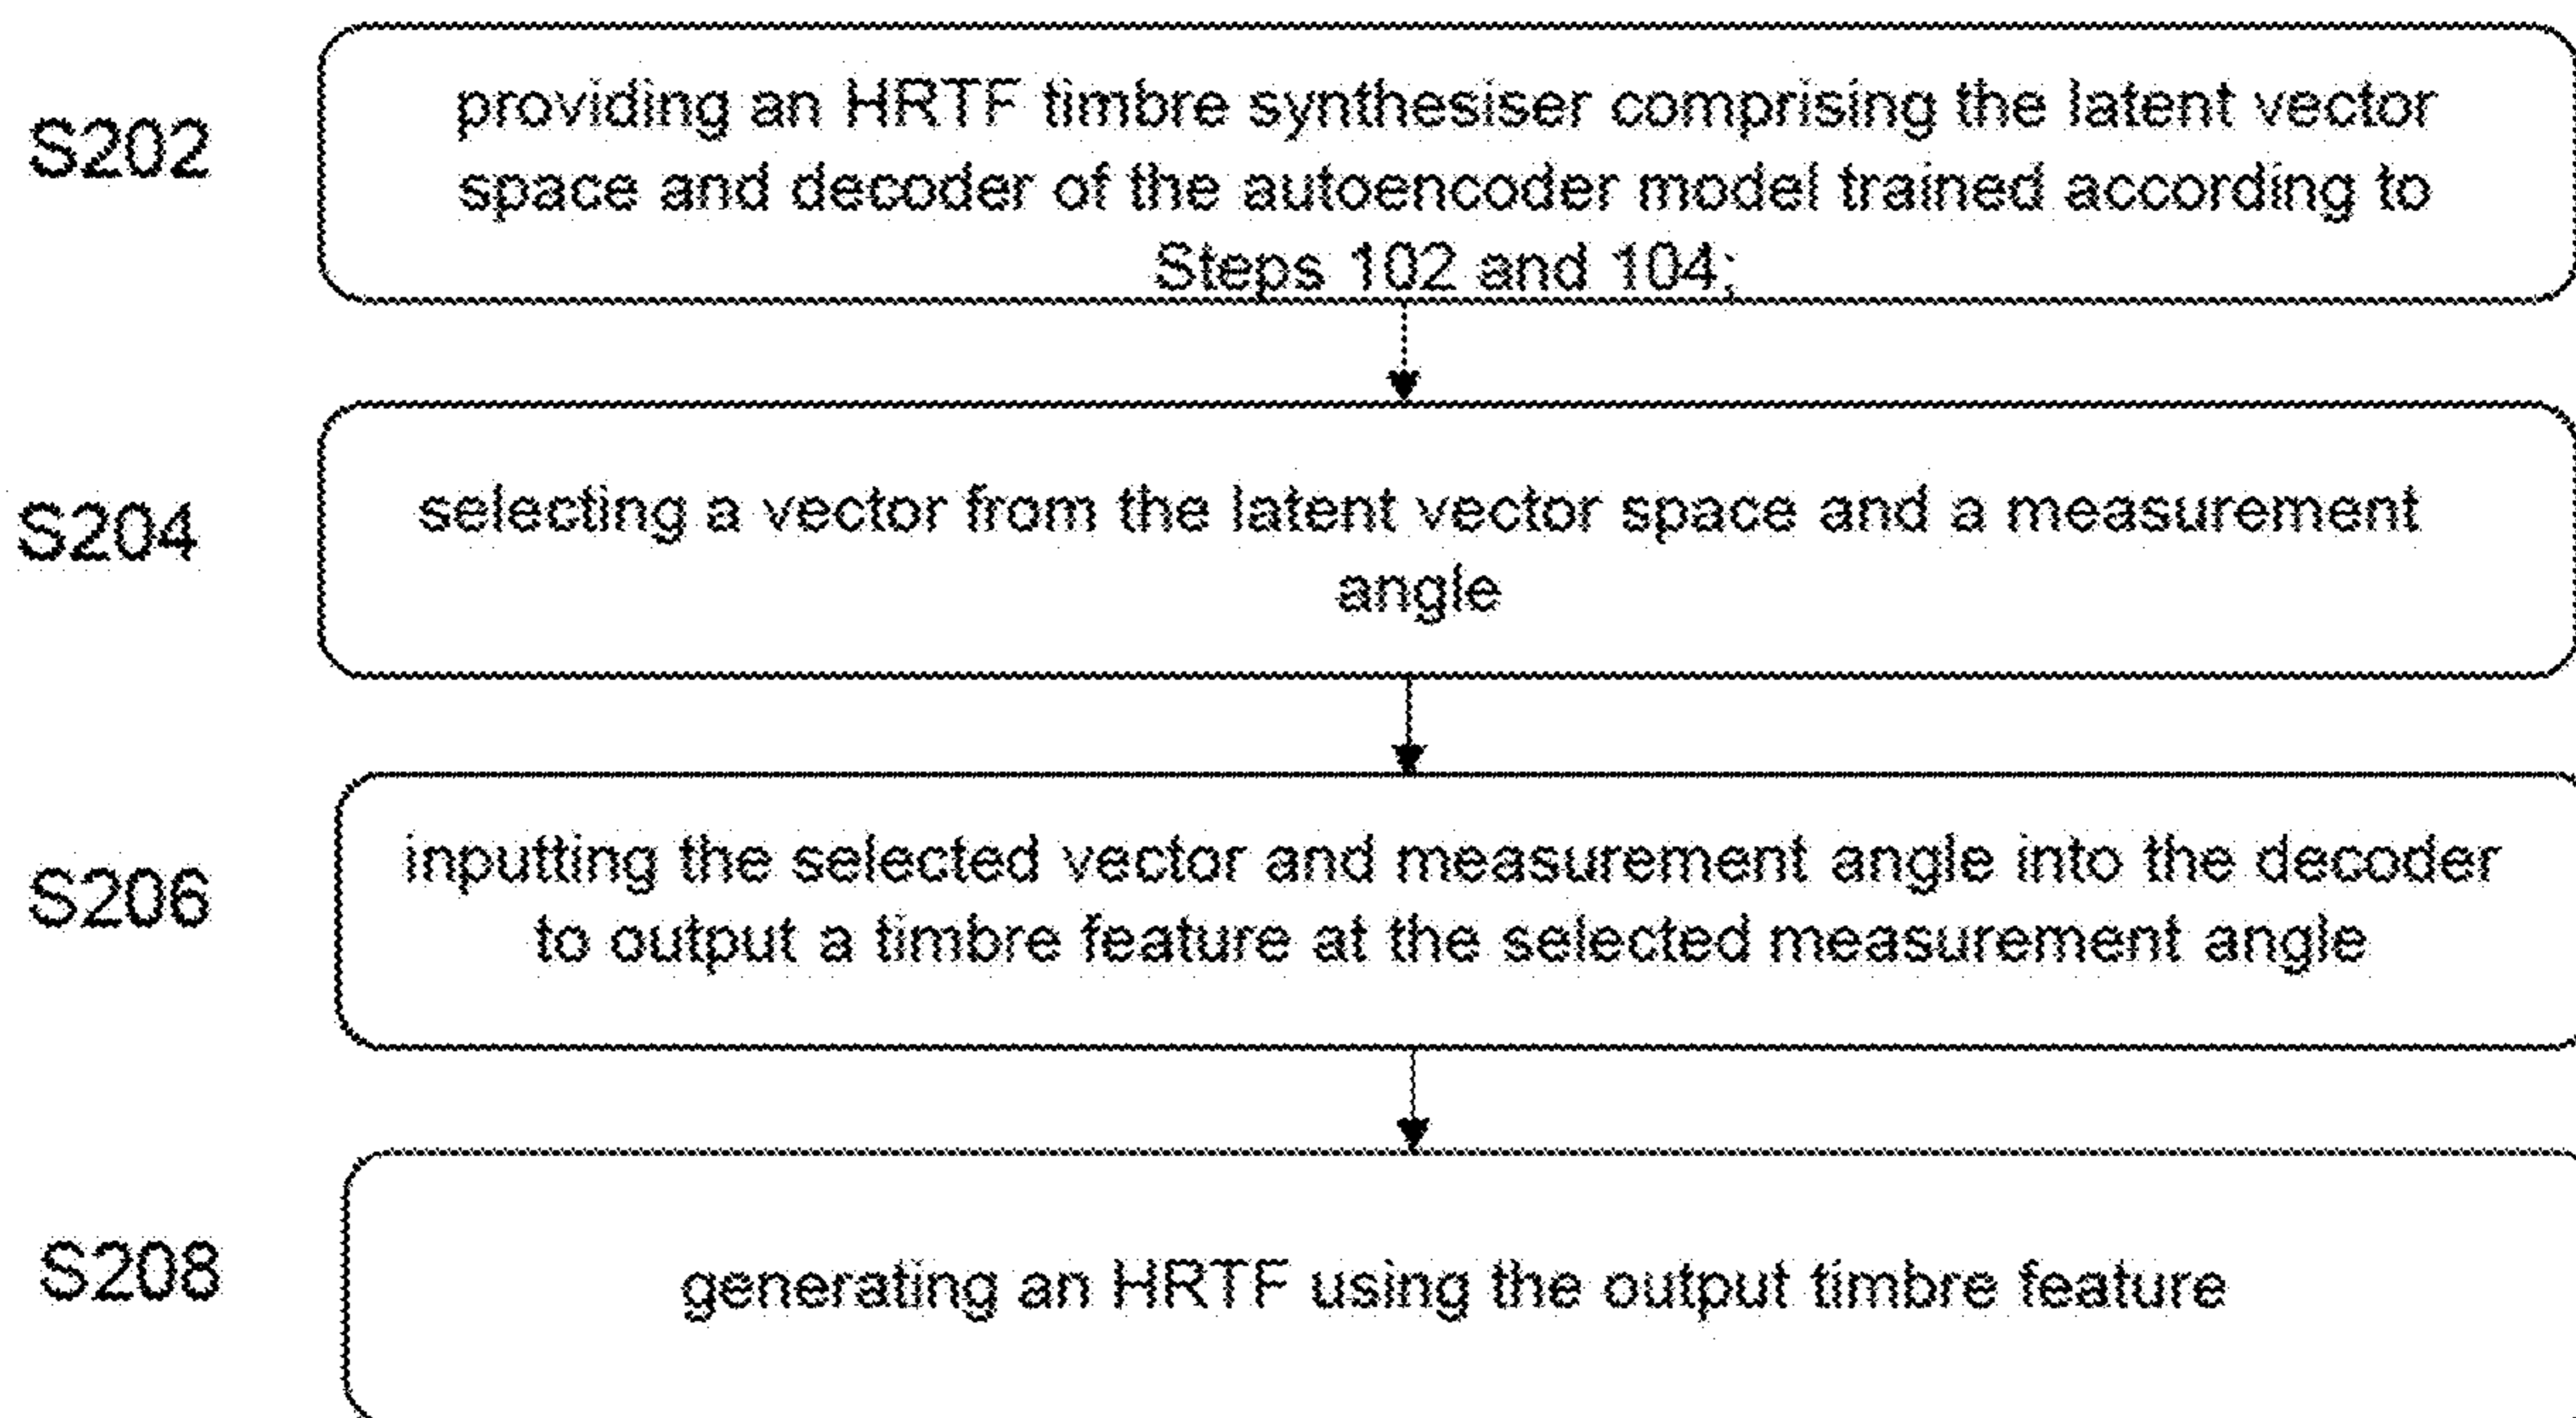 S202
providing an HRTF timbre synthesiser comprising the latent vector
space and decoder of the autoencoder model trained according to
Steps 102 and 104;
S204
selecting a vector from the latent vector space and a measurement
angle
S206
inputting the selected vector and measurement angle into the decoder
to output a timbre feature at the selected measurement angle
S208
generating an HRTF using the output timbre feature